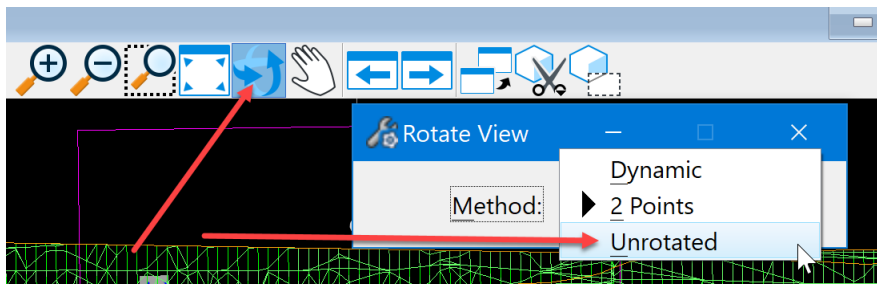 Rotate View
Dynamic
Method:
2 Points
Unrotated